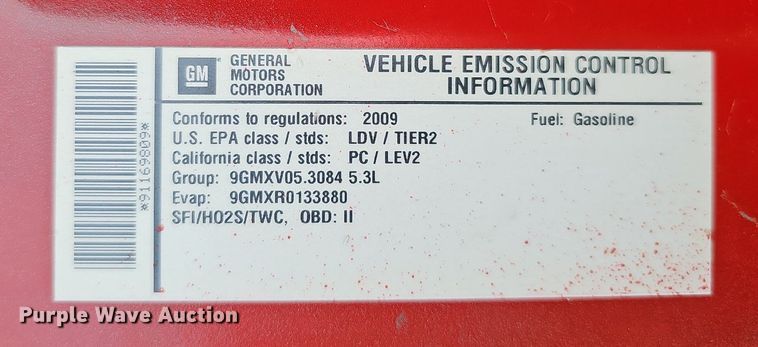 *91169809*
GM
GENERAL
MOTORS
CORPORATION
VEHICLE EMISSION CONTROL
INFORMATION
Conforms to regulations: 2009
Fuel: Gasoline
U.S. EPA class / stds: LDV / TIER2
California class / stds: PC / LEV2
Group: 9GMXV05.3084 5.3L
Evap: 9GMXR0133880
SFI/HO2S/TWC, OBD: II
Purple Wave Auction